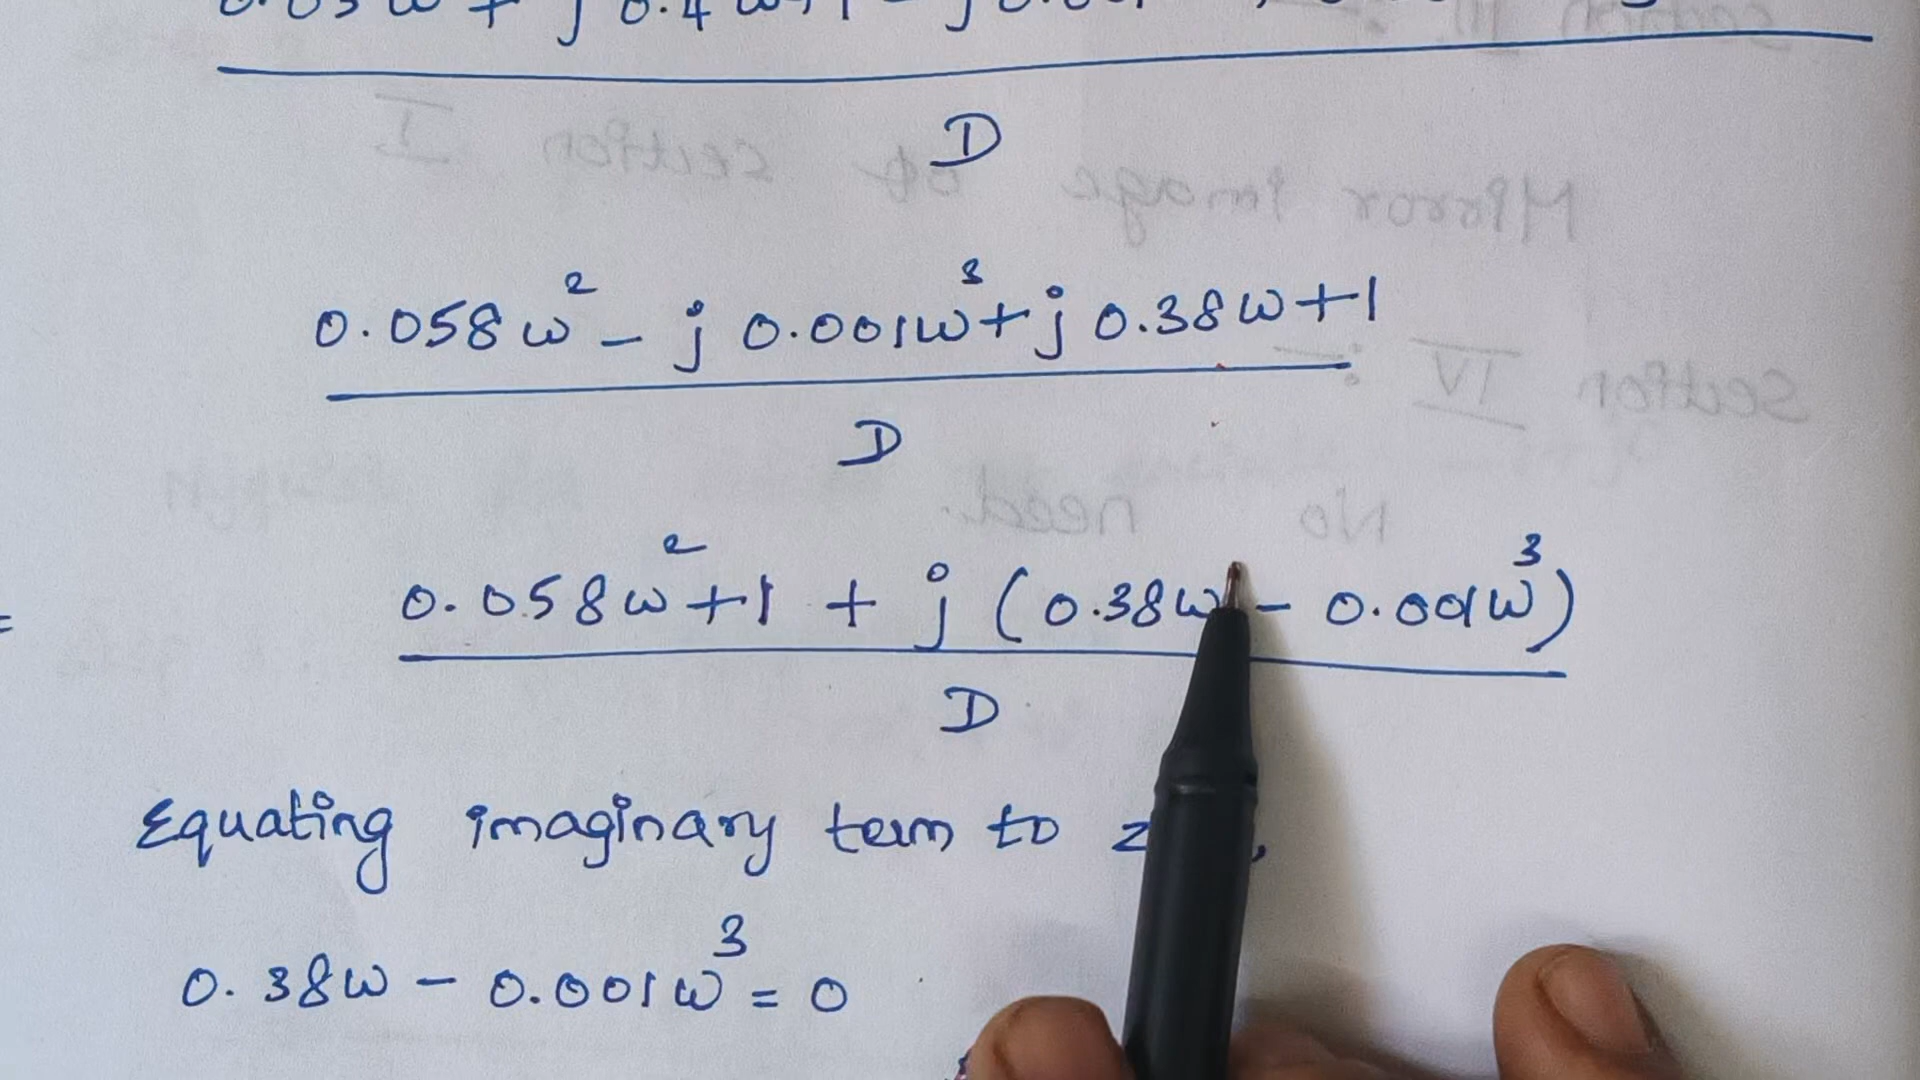 D
0.058ω² - j 0.001ω³ + j 0.38ω + 1
D
0.058ω² + 1 + j (0.38ω - 0.001ω³)
=
D
Equating imaginary term to
0.38ω - 0.001ω³ = 0